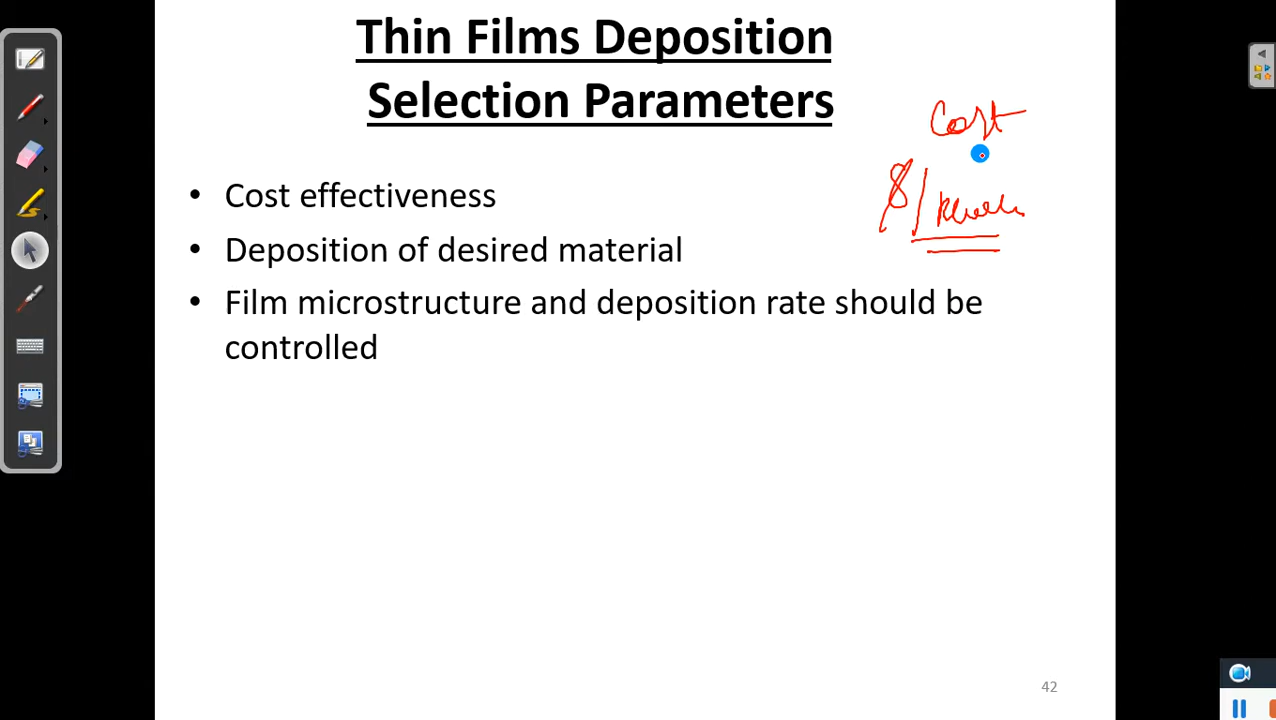 Thin Films Deposition
Selection Parameters
Cost
$/
• Cost effectiveness
• Deposition of desired material
• Film microstructure and deposition rate should be
controlled
42